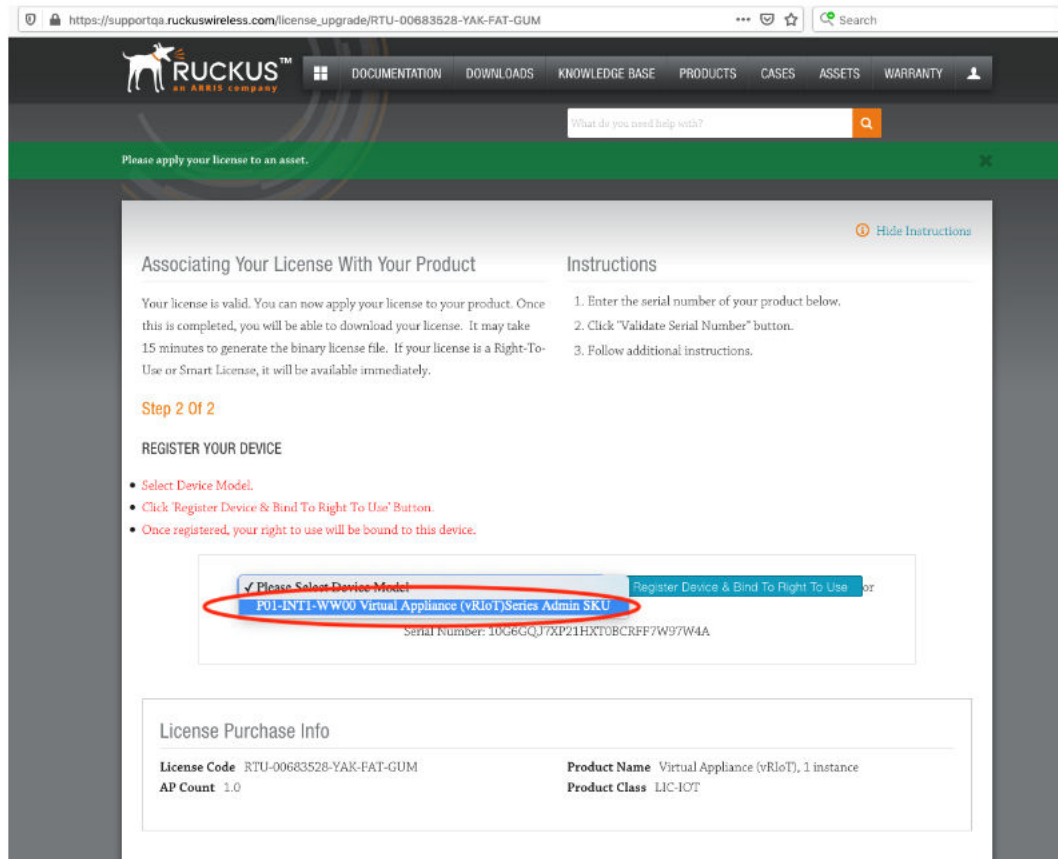 https://supportqa.ruckuswireless.com/license_upgrade/RTU-00683528-YAK-FAT-GUM
Search
RUCKUS™
an ARRIS company
DOCUMENTATION DOWNLOADS KNOWLEDGE BASE PRODUCTS CASES ASSETS WARRANTY
What do you need help with?
Please apply your license to an asset.
Hide Instructions
Associating Your License With Your Product
Your license is valid. You can now apply your license to your product. Once
this is completed, you will be able to download your license. It may take
15 minutes to generate the binary license file. If your license is a Right-To-
Use or Smart License, it will be available immediately.
Instructions
1. Enter the serial number of your product below.
2. Click "Validate Serial Number" button.
3. Follow additional instructions.
Step 2 Of 2
REGISTER YOUR DEVICE
Select Device Model.
Click 'Register Device & Bind To Right To Use' Button.
Once registered, your right to use will be bound to this device.
✓ Please Select Device Model
Register Device & Bind To Right To Use or
P01-INT1-WW00 Virtual Appliance (vRIoT)Series Admin SKU
Serial Number: 10G6GQJ7XP21HXT0BCRFF7W97W4A
License Purchase Info
License Code RTU-00683528-YAK-FAT-GUM
AP Count 1.0
Product Name Virtual Appliance (vRIoT), 1 instance
Product Class LIC-IOT